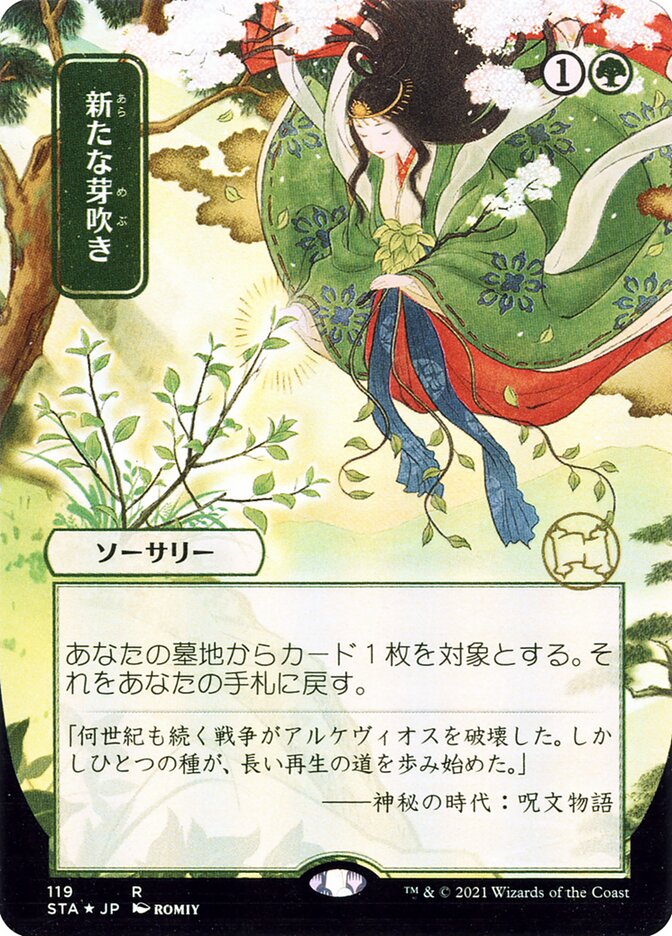 新たな芽吹き
あら
めぶ
1
ソーサリー
あなたの墓地からカード1枚を対象とする。そ
れをあなたの手札に戻す。
「何世紀も続く戦争がアルケヴィオスを破壊した。しか
しひとつの種が、長い再生の道を歩み始めた。」
──神秘の時代：呪文物語
119 R
STA★JP ROMIY
™ & © 2021 Wizards of the Coast